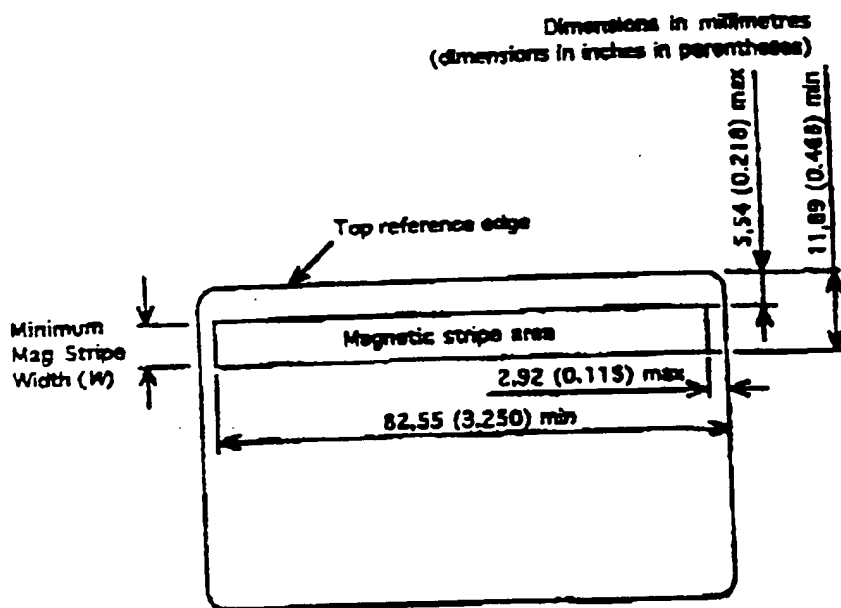 Dimensions in millimetres
(dimensions in inches in parentheses)
5,54 (0.218) max
11,89 (0.468) min
Top reference edge
Minimum
Mag Stripe
Width (W)
Magnetic stripe area
2,92 (0.115) max
82,55 (3.250) min